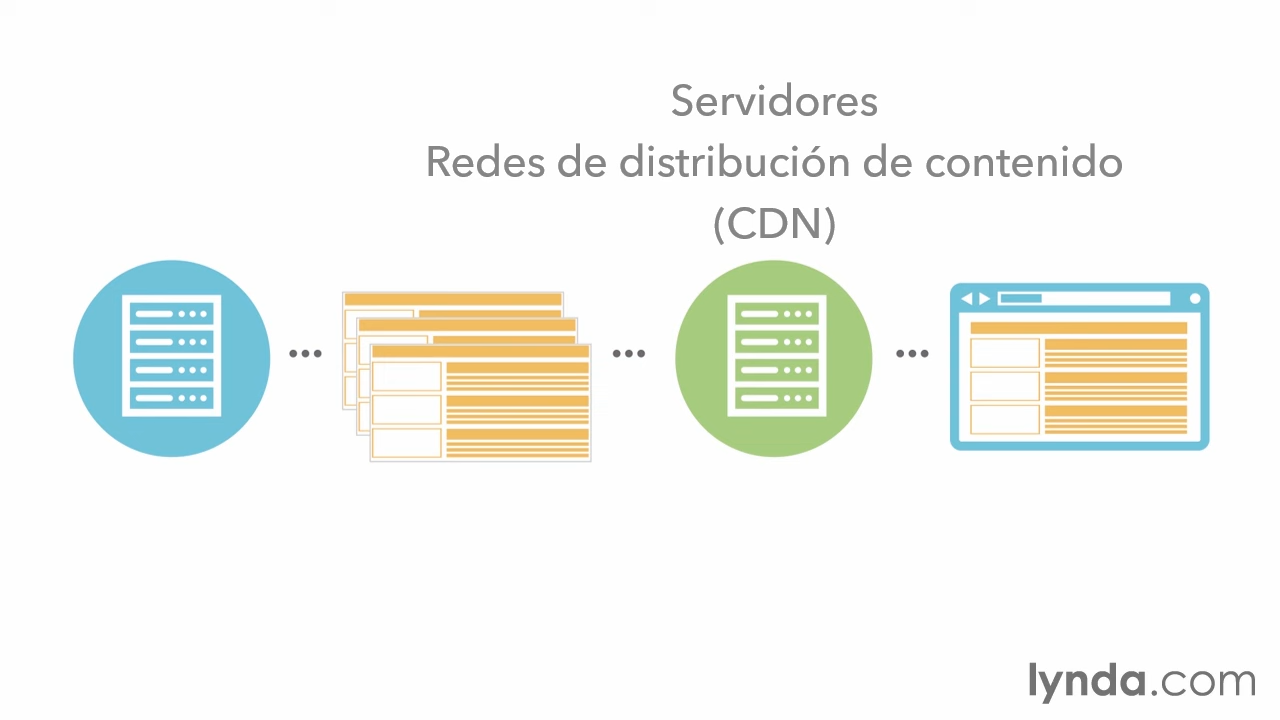 Servidores
Redes de distribución de contenido
(CDN)
lynda.com